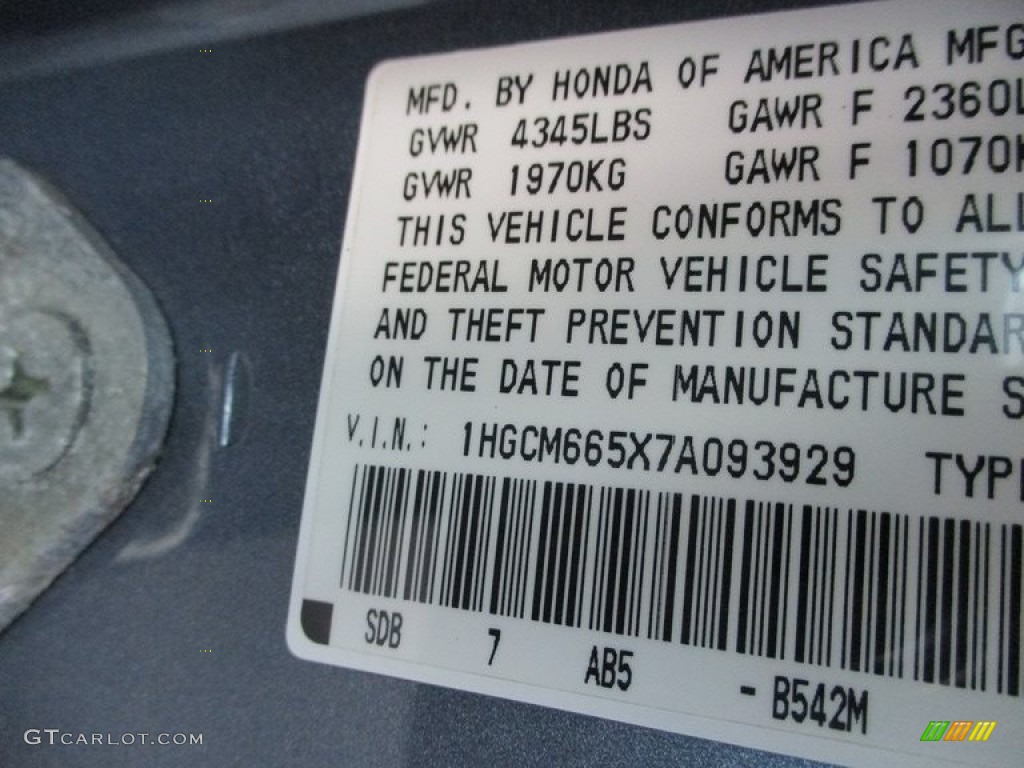 MFD. BY HONDA OF AMERICA MFG
GVWR 4345LBS GAWR F 2360L
GVWR 1970KG GAWR F 1070K
THIS VEHICLE CONFORMS TO ALL
FEDERAL MOTOR VEHICLE SAFETY
AND THEFT PREVENTION STANDAR
ON THE DATE OF MANUFACTURE S
V.I.N.: 1HGCM665X7A093929 TYPE
SDB 7 AB5 - B542M
GTCARLOT.COM